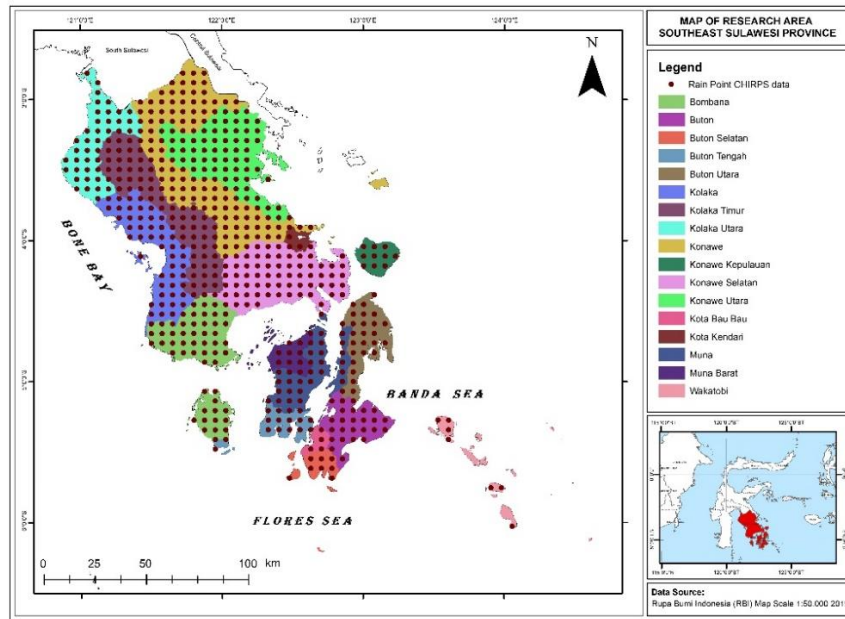 MAP OF RESEARCH AREA
SOUTHEAST SULAWESI PROVINCE
Legend
Rain Point CHIRPS data
Bombana
Buton
Buton Selatan
Buton Tengah
Buton Utara
Kolaka
Kolaka Timur
Kolaka Utara
Konawe
Konawe Kepulauan
Konawe Selatan
Konawe Utara
Kota Bau Bau
Kota Kendari
Muna
Muna Barat
Wakatobi
South Sulawesi
Central Sulawesi
N
BONE BAY
BANDA SEA
FLORES SEA
0 25 50 100 km
Data Source:
Rupa Bumi Indonesia (RBI) Map Scale 1:50.000